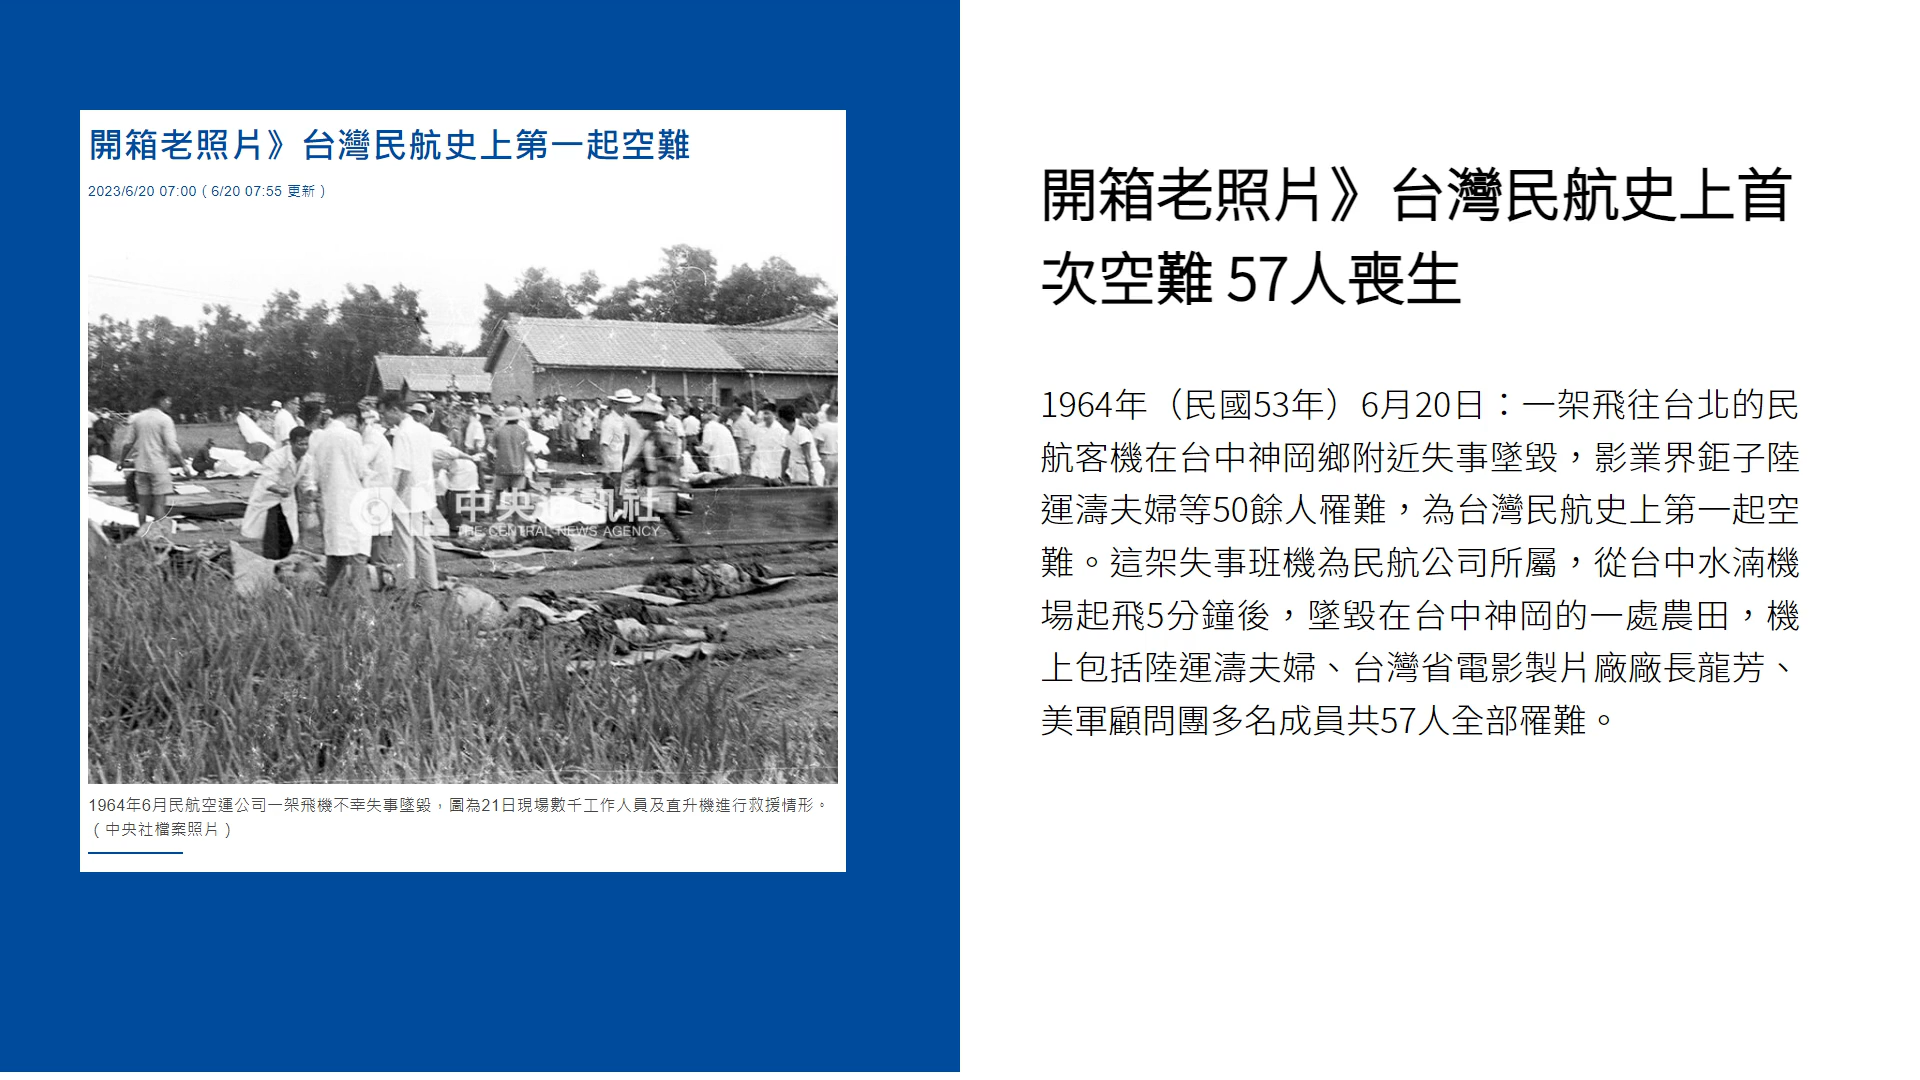 開箱老照片》台灣民航史上第一起空難
2023/6/20 07:00（6/20 07:55 更新）
中央通訊社
THE CENTRAL NEWS AGENCY
1964年6月民航空運公司一架飛機不幸失事墜毀，圖為21日現場數千工作人員及直升機進行救援情形。
（中央社檔案照片）
開箱老照片》台灣民航史上首
次空難 57人喪生
1964年（民國53年）6月20日：一架飛往台北的民
航客機在台中神岡鄉附近失事墜毀，影業界鉅子陸
運濤夫婦等50餘人罹難，為台灣民航史上第一起空
難。這架失事班機為民航公司所屬，從台中水湳機
場起飛5分鐘後，墜毀在台中神岡的一處農田，機
上包括陸運濤夫婦、台灣省電影製片廠廠長龍芳、
美軍顧問團多名成員共57人全部罹難。